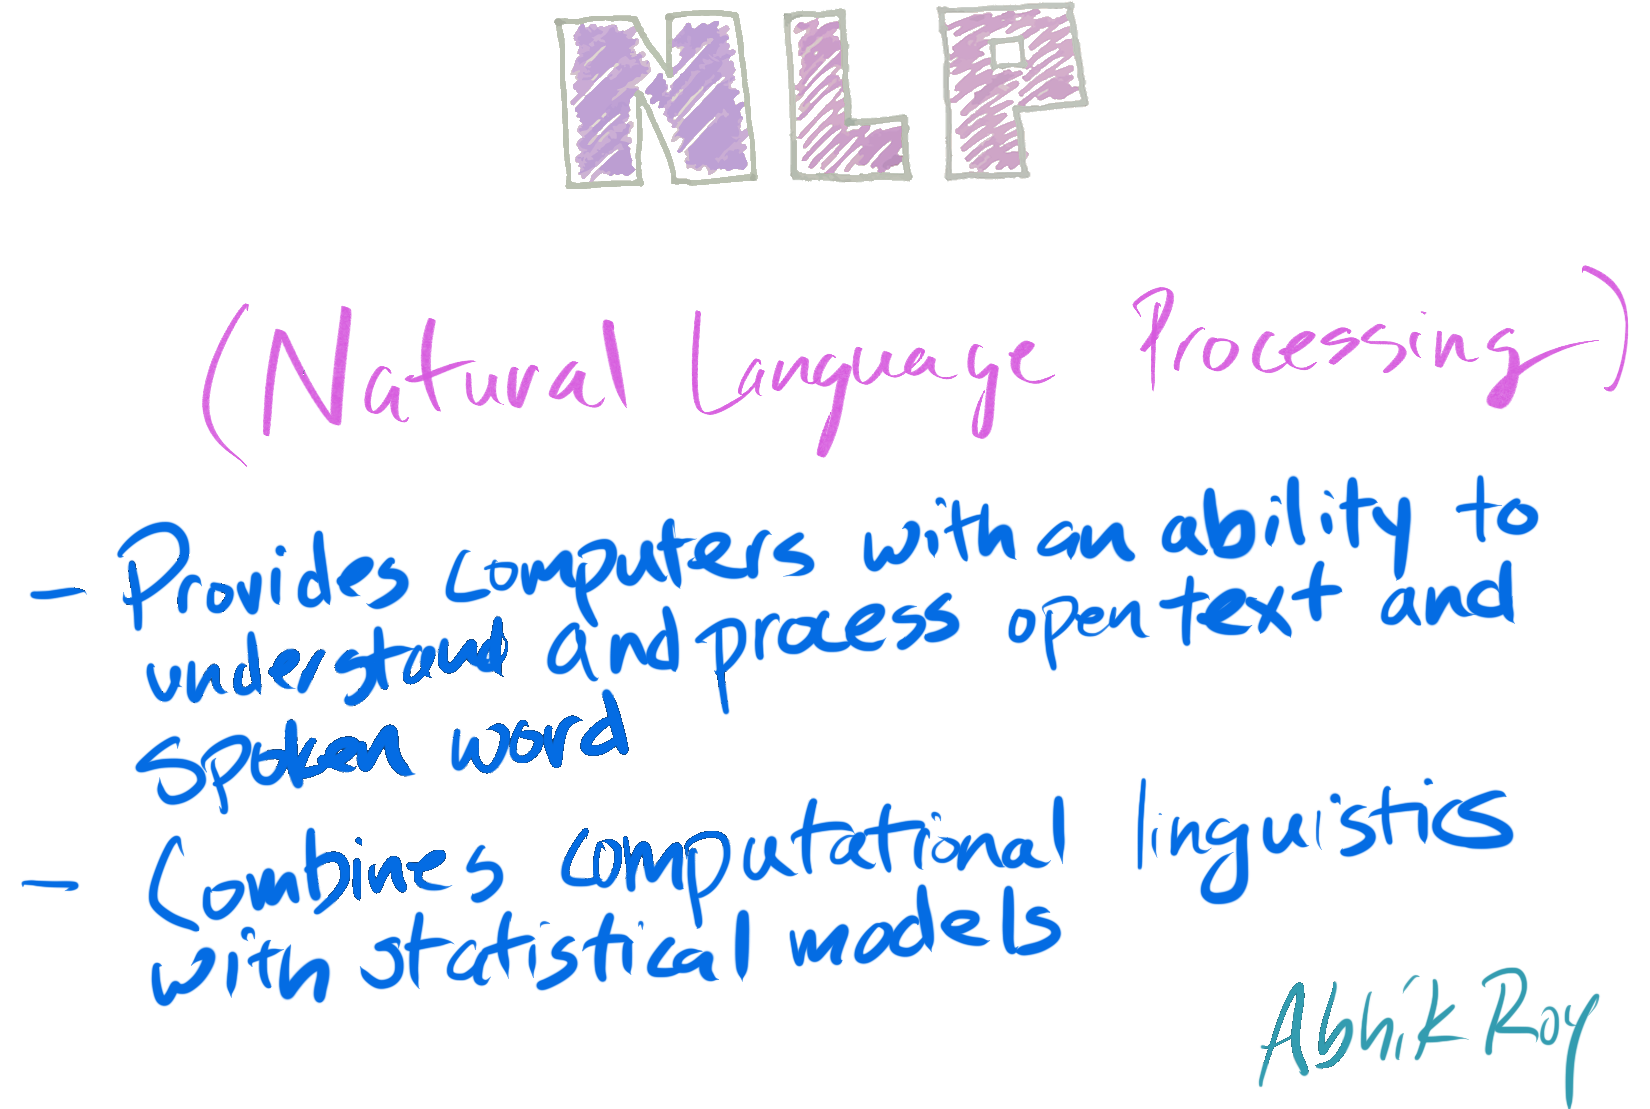 NLP
(Natural Language Processing)
- Provides computers with an ability to
understand and process open text and
spoken word
- Combines computational linguistics
with statistical models
Abhik Roy